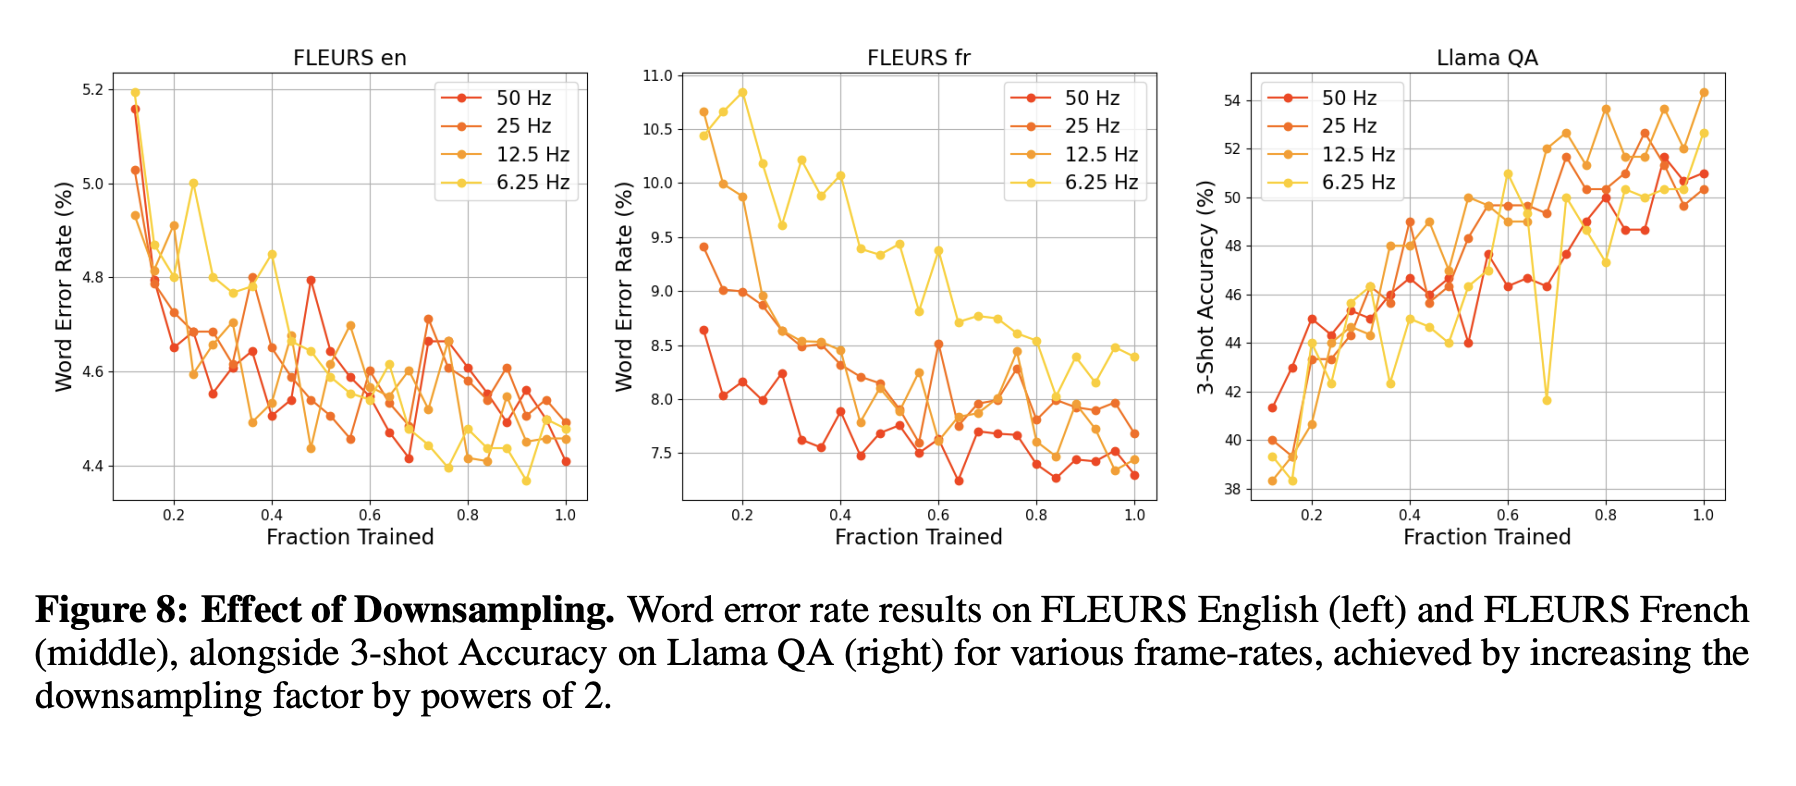 FLEURS en
5.2
5.0
4.8
4.6
4.4
Word Error Rate (%)
50 Hz
25 Hz
12.5 Hz
6.25 Hz
0.2 0.4 0.6 0.8 1.0
Fraction Trained
FLEURS fr
11.0
10.5
10.0
9.5
9.0
8.5
8.0
7.5
Word Error Rate (%)
50 Hz
25 Hz
12.5 Hz
6.25 Hz
0.2 0.4 0.6 0.8 1.0
Fraction Trained
Llama QA
54
52
50
48
46
44
42
40
38
3-Shot Accuracy (%)
50 Hz
25 Hz
12.5 Hz
6.25 Hz
0.2 0.4 0.6 0.8 1.0
Fraction Trained
Figure 8: Effect of Downsampling. Word error rate results on FLEURS English (left) and FLEURS French
(middle), alongside 3-shot Accuracy on Llama QA (right) for various frame-rates, achieved by increasing the
downsampling factor by powers of 2.